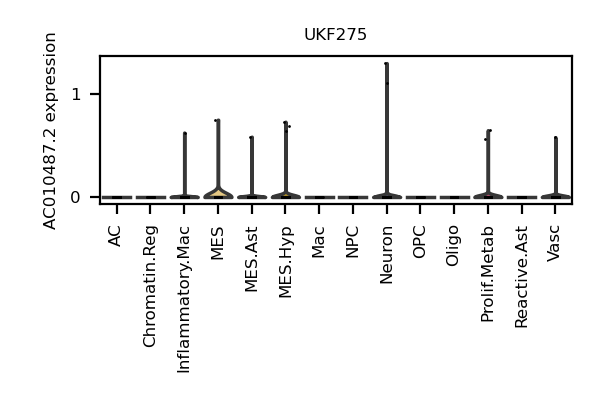 UKF275
AC010487.2 expression
1
0
AC
Chromatin.Reg
Inflammatory.Mac
MES
MES.Ast
MES.Hyp
Mac
NPC
Neuron
OPC
Oligo
Prolif.Metab
Reactive.Ast
Vasc